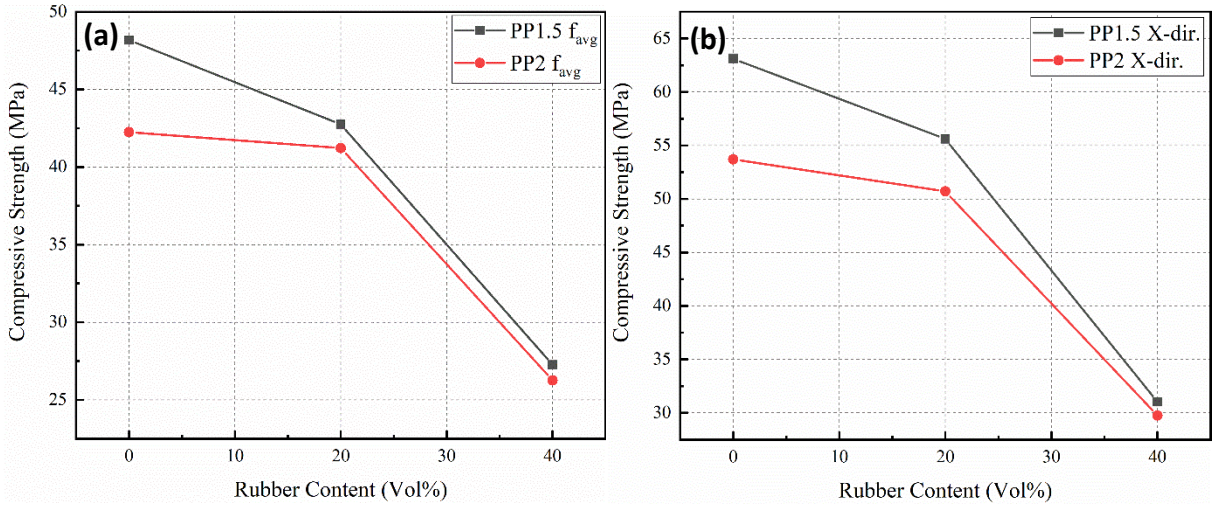 (a)
PP1.5 favg
PP2 favg
50
45
40
35
30
25
0
10
20
30
40
Compressive Strength (MPa)
Rubber Content (Vol%)
(b)
PP1.5 X-dir.
PP2 X-dir.
65
60
55
50
45
40
35
30
0
10
20
30
40
Compressive Strength (MPa)
Rubber Content (Vol%)